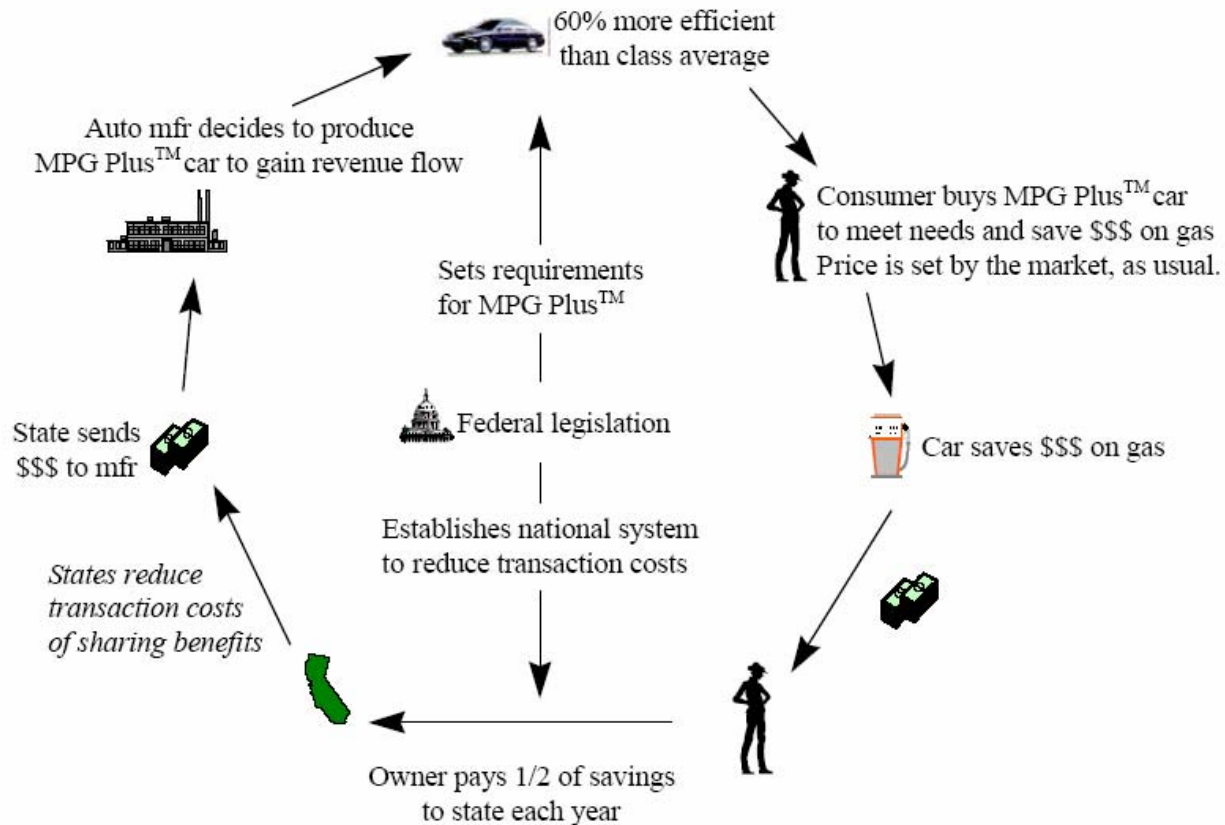 60% more efficient
than class average
Auto mfr decides to produce
MPG Plus™ car to gain revenue flow
Consumer buys MPG Plus™ car
to meet needs and save $$$ on gas
Price is set by the market, as usual.
Sets requirements
for MPG Plus™
Federal legislation
State sends
$$$ to mfr
Car saves $$$ on gas
Establishes national system
to reduce transaction costs
States reduce
transaction costs
of sharing benefits
Owner pays 1/2 of savings
to state each year